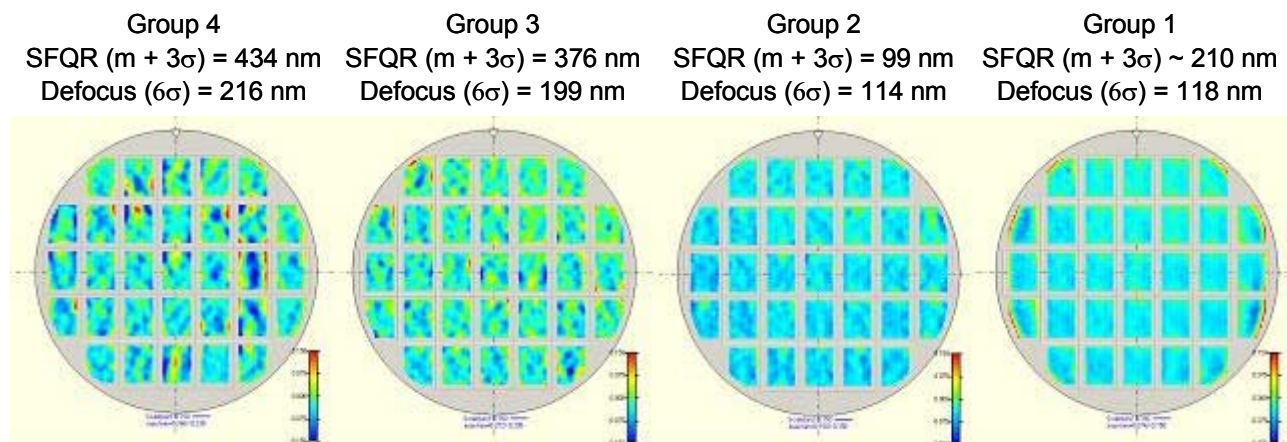 Group 4
SFQR (m + 3σ) = 434 nm
Defocus (6σ) = 216 nm
Group 3
SFQR (m + 3σ) = 376 nm
Defocus (6σ) = 199 nm
Group 2
SFQR (m + 3σ) = 99 nm
Defocus (6σ) = 114 nm
Group 1
SFQR (m + 3σ) ~ 210 nm
Defocus (6σ) = 118 nm